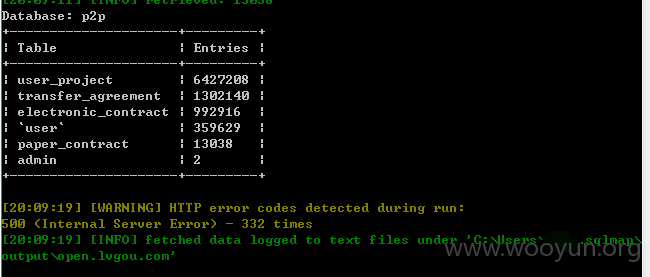 [20:09:11] [INFO] retrieved: 13038
Database: p2p
+-------------------+---------+
| Table | Entries |
+-------------------+---------+
| user_project | 6427208 |
| transfer_agreement | 1302140 |
| electronic_contract | 992916 |
| `user` | 359629 |
| paper_contract | 13038 |
| admin | 2 |
+-------------------+---------+
[20:09:19] [WARNING] HTTP error codes detected during run:
500 (Internal Server Error) - 332 times
[20:09:19] [INFO] fetched data logged to text files under 'C:\Users\ .sqlmap\
output\open.lvgou.com'
www.wooyun.org